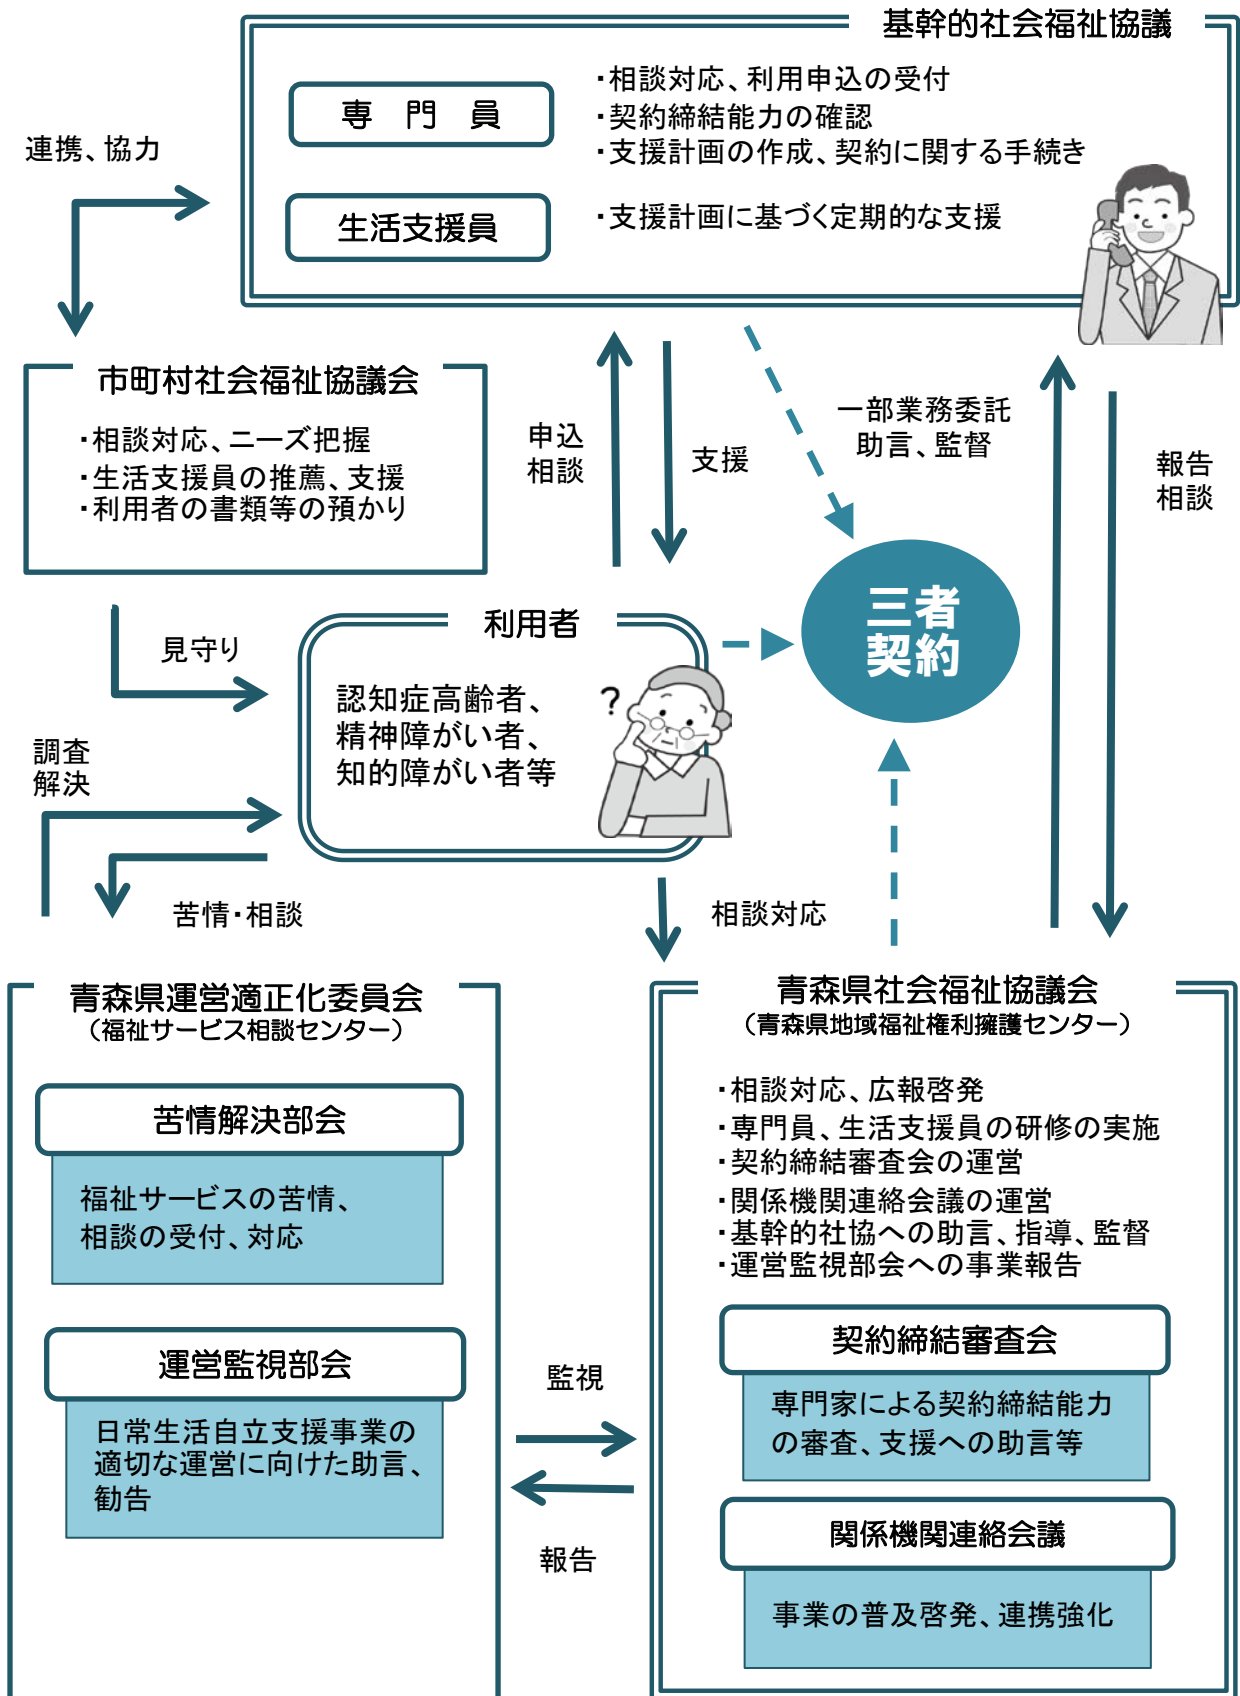 基幹的社会福祉協議
専門員
・相談対応、利用申込の受付
・契約締結能力の確認
・支援計画の作成、契約に関する手続き
生活支援員
・支援計画に基づく定期的な支援
連携、協力
市町村社会福祉協議会
・相談対応、ニーズ把握
・生活支援員の推薦、支援
・利用者の書類等の預かり
申込
相談
支援
一部業務委託
助言、監督
報告
相談
三者
契約
見守り
利用者
認知症高齢者、
精神障がい者、
知的障がい者等
?
調査
解決
苦情・相談
相談対応
青森県運営適正化委員会
（福祉サービス相談センター）
苦情解決部会
福祉サービスの苦情、
相談の受付、対応
運営監視部会
日常生活自立支援事業の
適切な運営に向けた助言、
勧告
監視
報告
青森県社会福祉協議会
（青森県地域福祉権利擁護センター）
・相談対応、広報啓発
・専門員、生活支援員の研修の実施
・契約締結審査会の運営
・関係機関連絡会議の運営
・基幹的社協への助言、指導、監督
・運営監視部会への事業報告
契約締結審査会
専門家による契約締結能力
の審査、支援への助言等
関係機関連絡会議
事業の普及啓発、連携強化